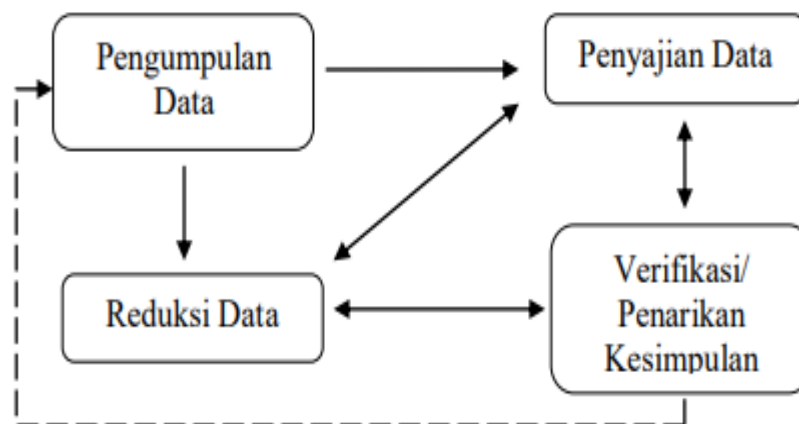 Pengumpulan
Data
Penyajian Data
Reduksi Data
Verifikasi/
Penarikan
Kesimpulan